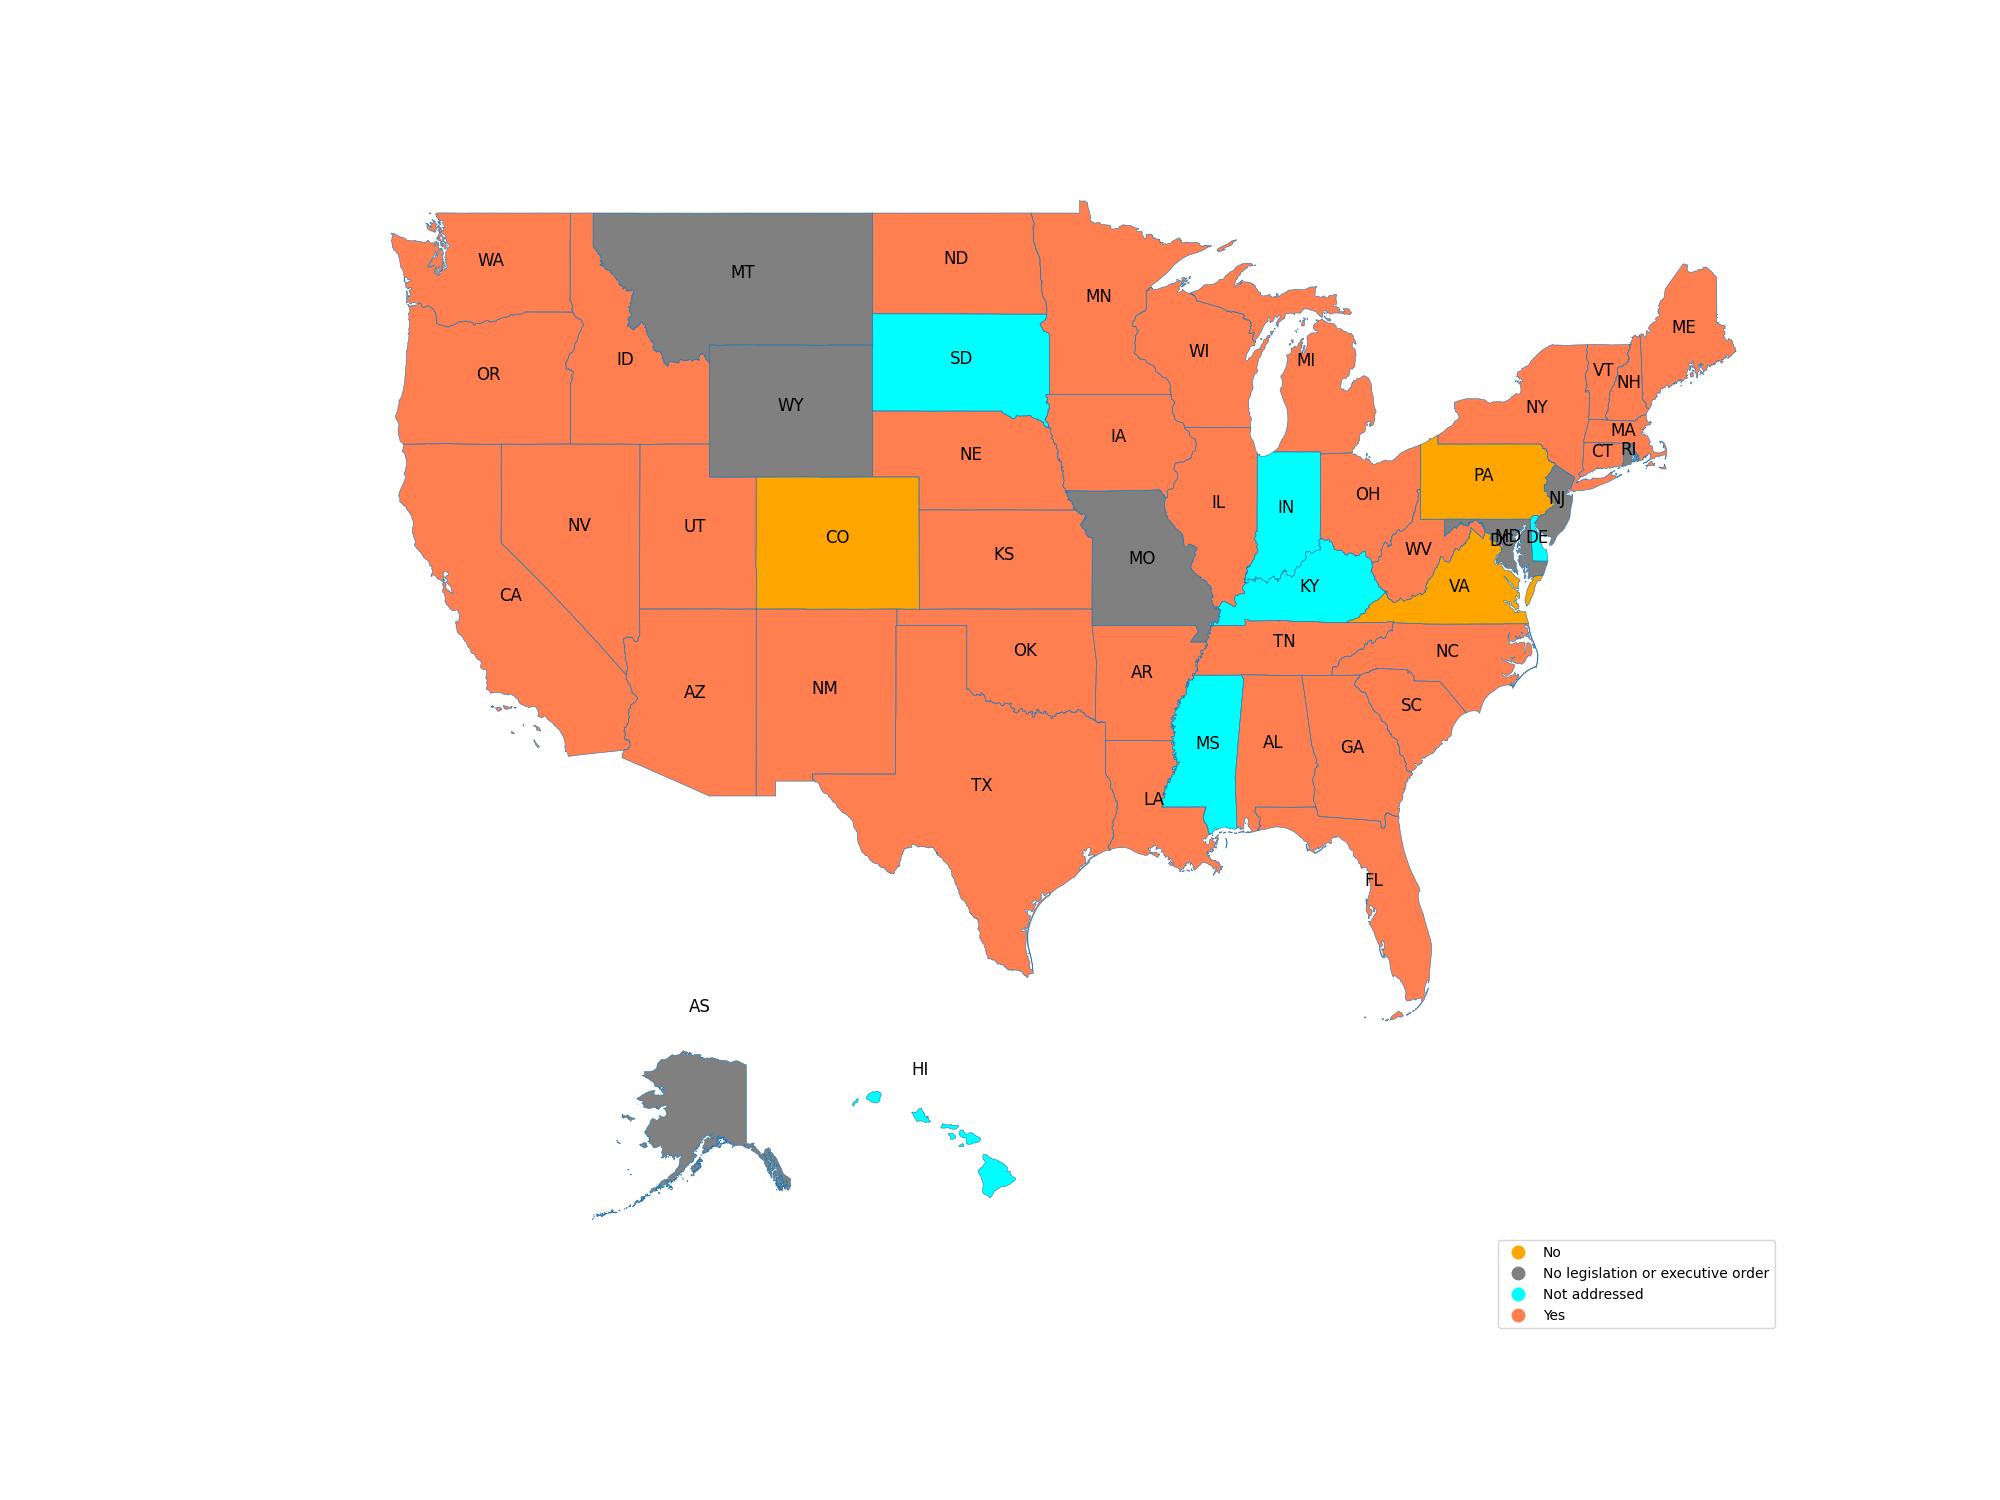 WA
MT
ND
MN
ME
OR
ID
SD
WI
MI
VT
NH
WY
NY
IA
MA
NE
CT
RI
PA
OH
NJ
IL
IN
NV
UT
CO
KS
MO
WV
MD
DC
DE
CA
KY
VA
OK
TN
NC
AZ
NM
AR
SC
MS
AL
GA
TX
LA
FL
AS
HI
No
No legislation or executive order
Not addressed
Yes